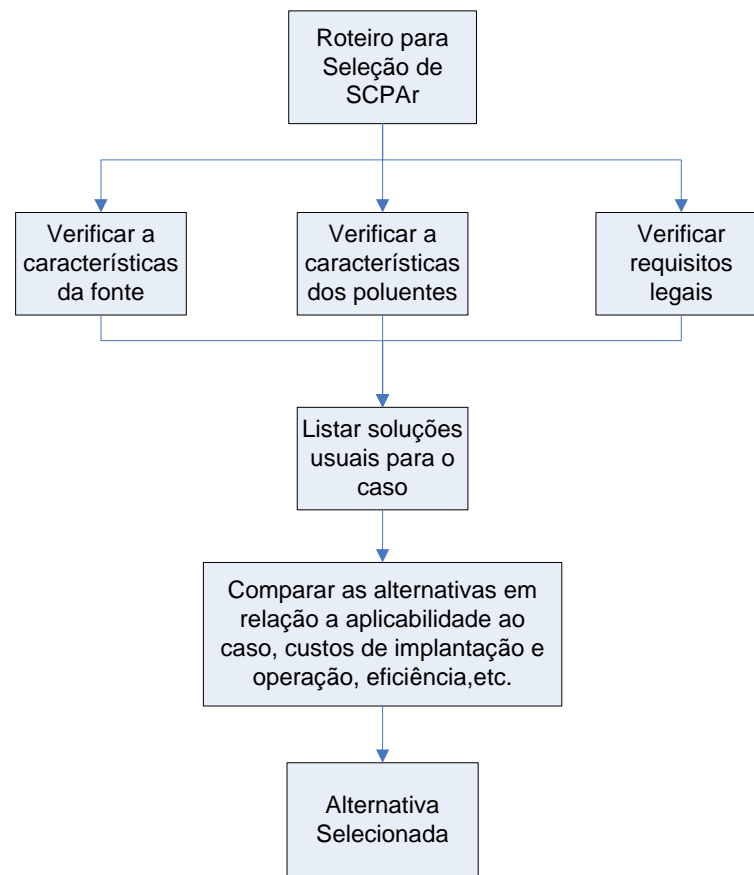 Roteiro para
Seleção de
SCPAr
Verificar a
características
da fonte
Verificar a
características
dos poluentes
Verificar
requisitos
legais
Listar soluções
usuais para o
caso
Comparar as alternativas em
relação a aplicabilidade ao
caso, custos de implantação e
operação, eficiência,etc.
Alternativa
Selecionada